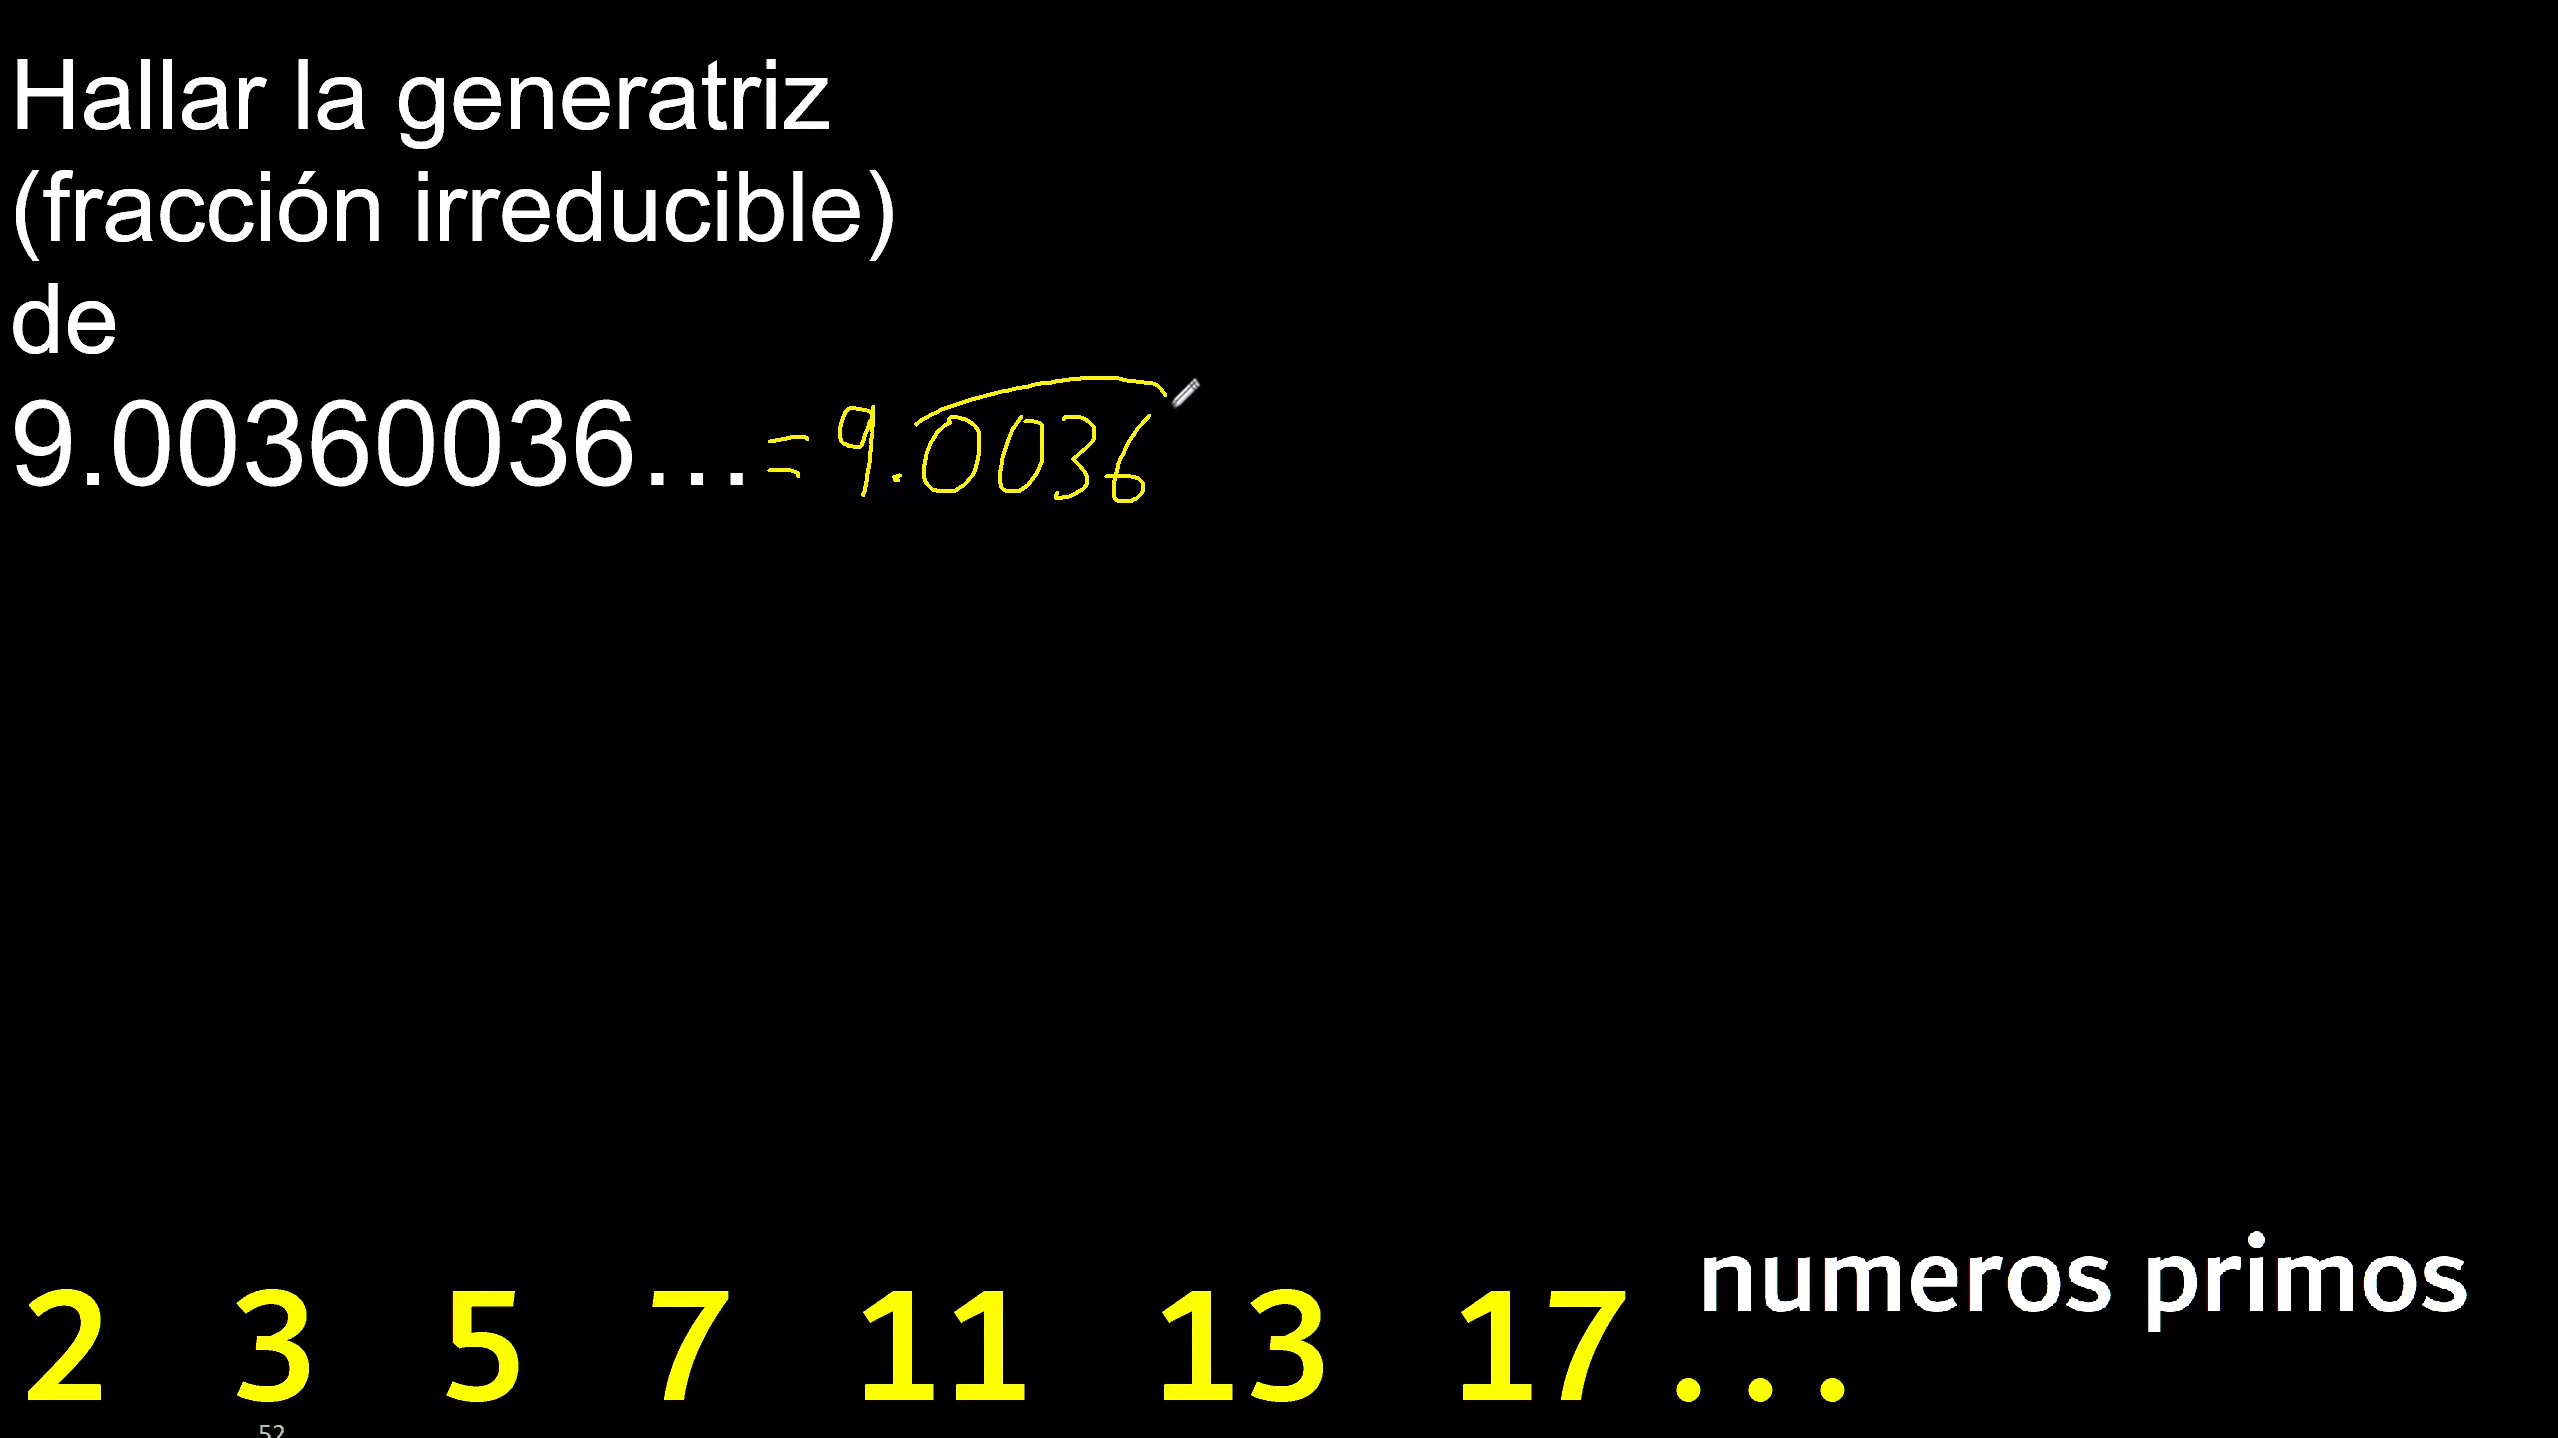 Hallar la generatriz
(fracción irreducible)
de
9.00360036...= 9.0036
numeros primos
2 3 5 7 11 13 17...
52